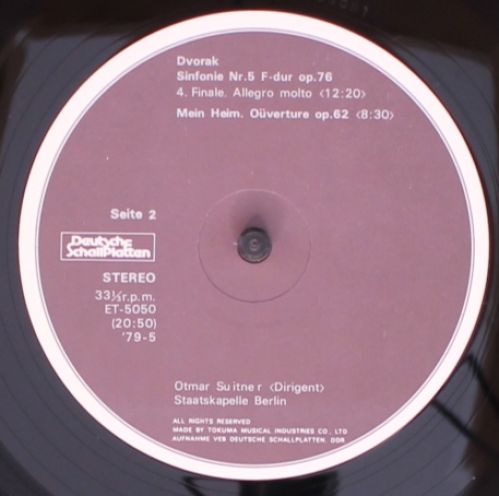 Dvorak
Sinfonie Nr.5 F-dur op.76
4. Finale. Allegro molto <12:20>
Mein Heim. Oüverture op.62 <8:30>
Seite 2
Deutsche
SchallPlatten
STEREO
33⅓r.p.m.
ET-5050
(20:50)
'79-5
Otmar Suitner <Dirigent>
Staatskapelle Berlin
ALL RIGHTS RESERVED
MADE BY TOKUMA MUSICAL INDUSTRIES CO., LTD
AUFNAHME VEB DEUTSCHE SCHALLPLATTEN. DDR